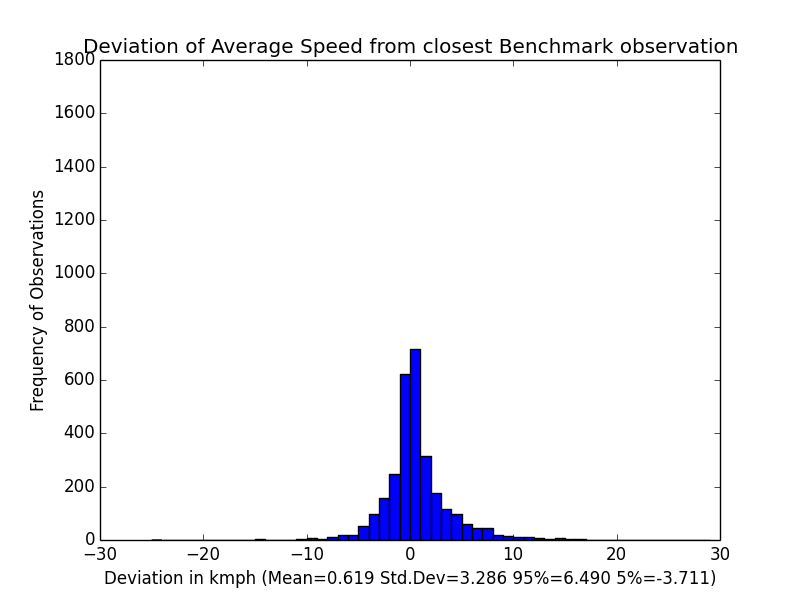 Deviation of Average Speed from closest Benchmark observation
1800
1600
1400
1200
1000
800
600
400
200
0
Frequency of Observations
−30 −20 −10 0 10 20 30
Deviation in kmph (Mean=0.619 Std.Dev=3.286 95%=6.490 5%=-3.711)